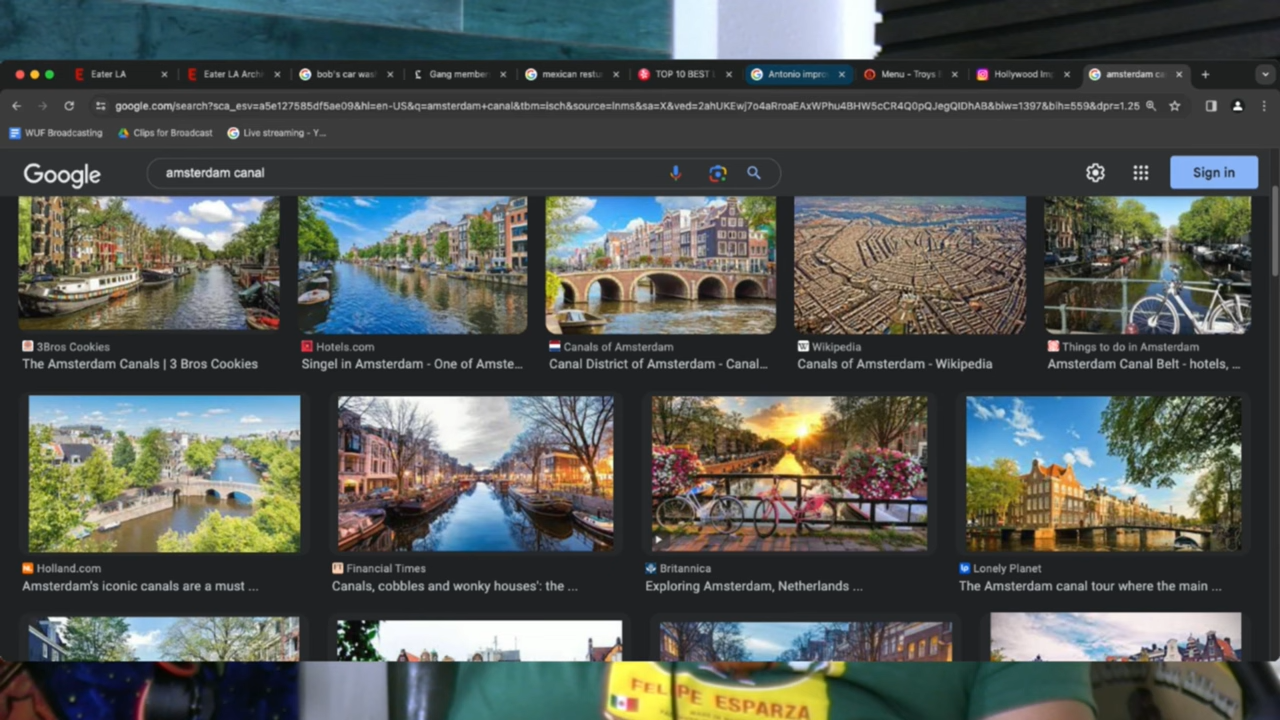 Eater LA
Eater LA Arch
bob's car was
Gang member
mexican restu
TOP 10 BEST
Antonio impro
Menu - Troys
Hollywood Im
amsterdam ca
google.com/search?sca_esv=a5e127585df5ae09&hl=en-US&q=amsterdam+canal&tbm=isch&source=lnms&sa=X&ved=2ahUKEwj7o4aRroaEAxWPhu4BHW5cCR4Q0pQJegQIDhAB&biw=1397&bih=559&dpr=1.25
WUF Broadcasting
Clips for Broadcast
Live streaming - Y...
Google
amsterdam canal
Sign in
3Bros Cookies
The Amsterdam Canals | 3 Bros Cookies
Hotels.com
Singel in Amsterdam - One of Amste...
Canals of Amsterdam
Canal District of Amsterdam - Canal...
Wikipedia
Canals of Amsterdam - Wikipedia
Things to do in Amsterdam
Amsterdam Canal Belt - hotels, ...
Holland.com
Amsterdam's iconic canals are a must ...
Financial Times
Canals, cobbles and wonky houses': the ...
Britannica
Exploring Amsterdam, Netherlands ...
Lonely Planet
The Amsterdam canal tour where the main ...
FELIPE ESPARZA